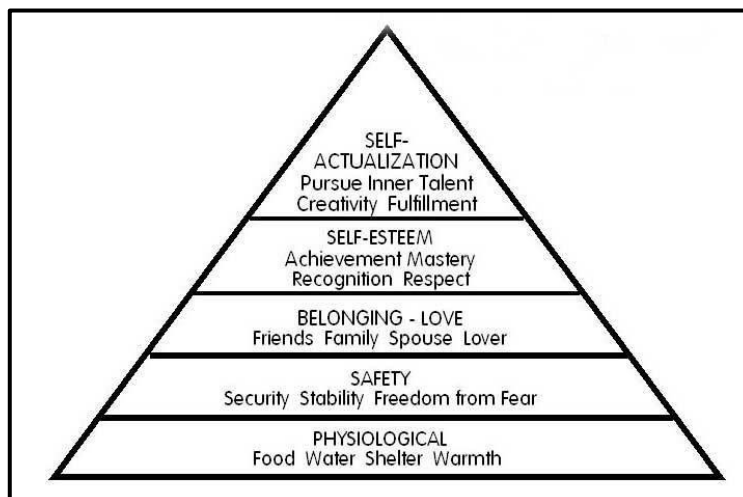 SELF-
ACTUALIZATION
Pursue Inner Talent
Creativity Fulfillment
SELF-ESTEEM
Achievement Mastery
Recognition Respect
BELONGING - LOVE
Friends Family Spouse Lover
SAFETY
Security Stability Freedom from Fear
PHYSIOLOGICAL
Food Water Shelter Warmth